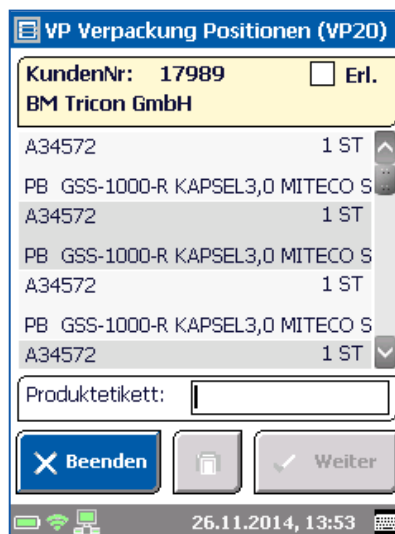 VP Verpackung Positionen (VP20)
KundenNr: 17989 Erl.
BM Tricon GmbH
A34572 1 ST
PB GSS-1000-R KAPSEL3,0 MITECO S
A34572 1 ST
PB GSS-1000-R KAPSEL3,0 MITECO S
A34572 1 ST
PB GSS-1000-R KAPSEL3,0 MITECO S
A34572 1 ST
Produktetikett:
Beenden Weiter
26.11.2014, 13:53